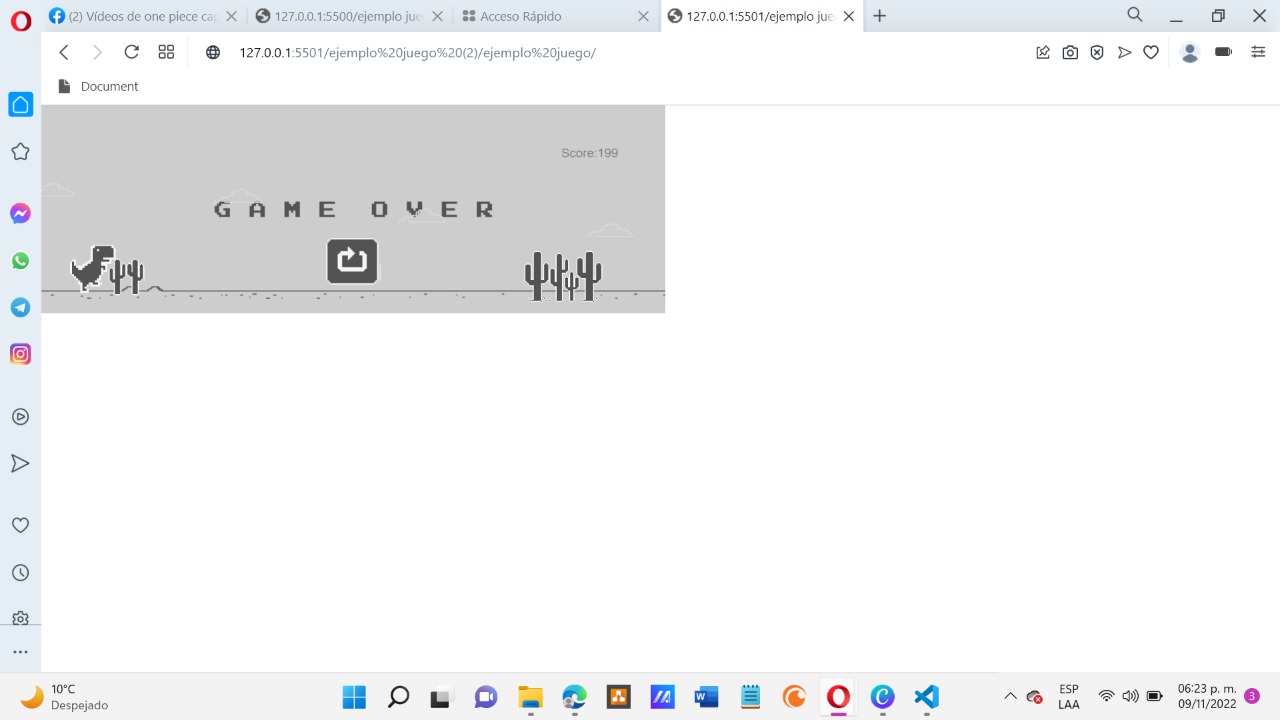 (2) Vídeos de one piece cap
127.0.0.1:5500/ejemplo jue
Acceso Rápido
127.0.0.1:5501/ejemplo jue
127.0.0.1:5501/ejemplo%20juego%20(2)/ejemplo%20juego/
Document
Score:199
GAME OVER
10°C
Despejado
ESP
LAA
06:23 p. m.
09/11/2022
3